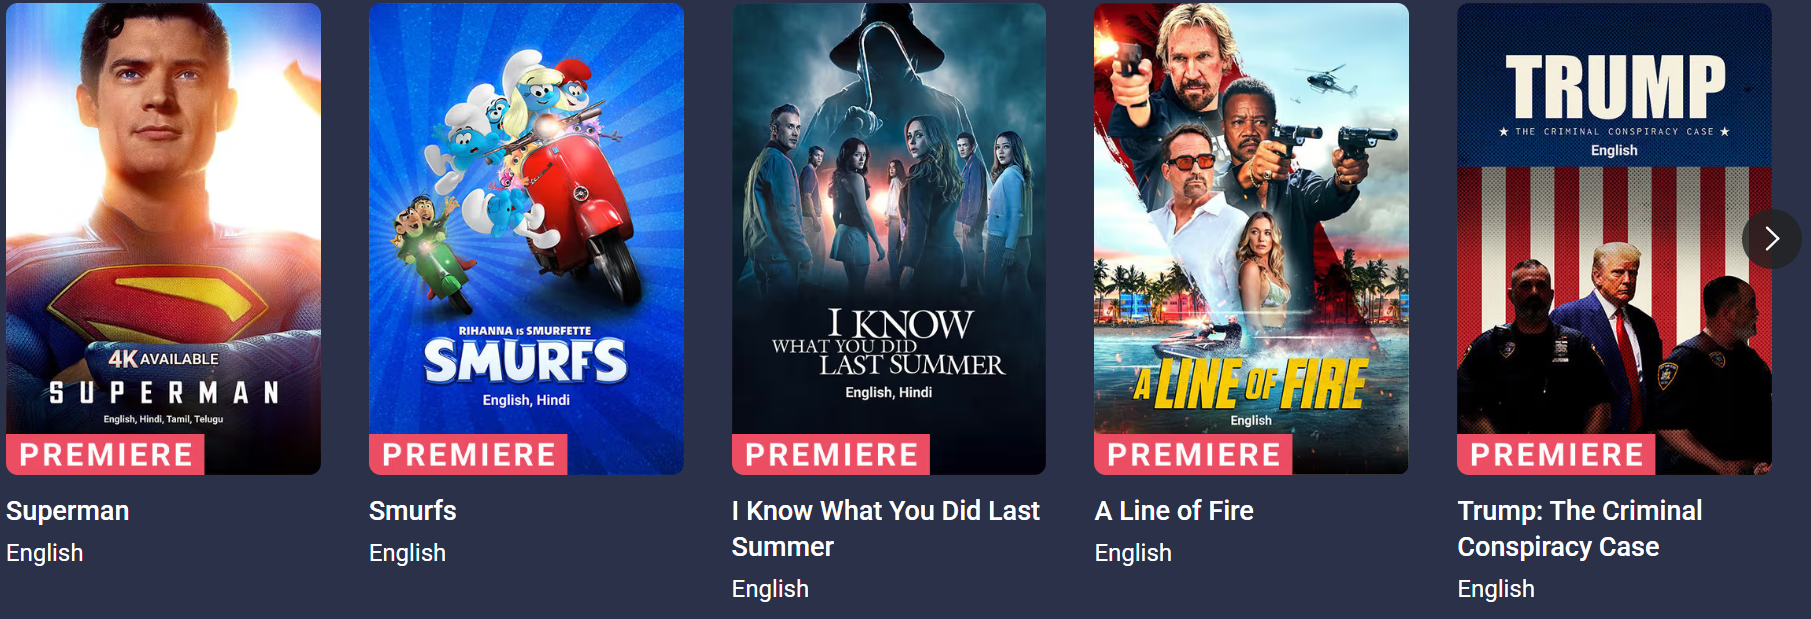 4K AVAILABLE
SUPERMAN
English, Hindi, Tamil, Telugu
PREMIERE
Superman
English
RIHANNA IS SMURFETTE
SMURFS
English, Hindi
PREMIERE
Smurfs
English
I KNOW
WHAT YOU DID
LAST SUMMER
English, Hindi
PREMIERE
I Know What You Did Last
Summer
English
A LINE OF FIRE
English
PREMIERE
A Line of Fire
English
TRUMP
★ THE CRIMINAL CONSPIRACY CASE ★
English
PREMIERE
Trump: The Criminal
Conspiracy Case
English